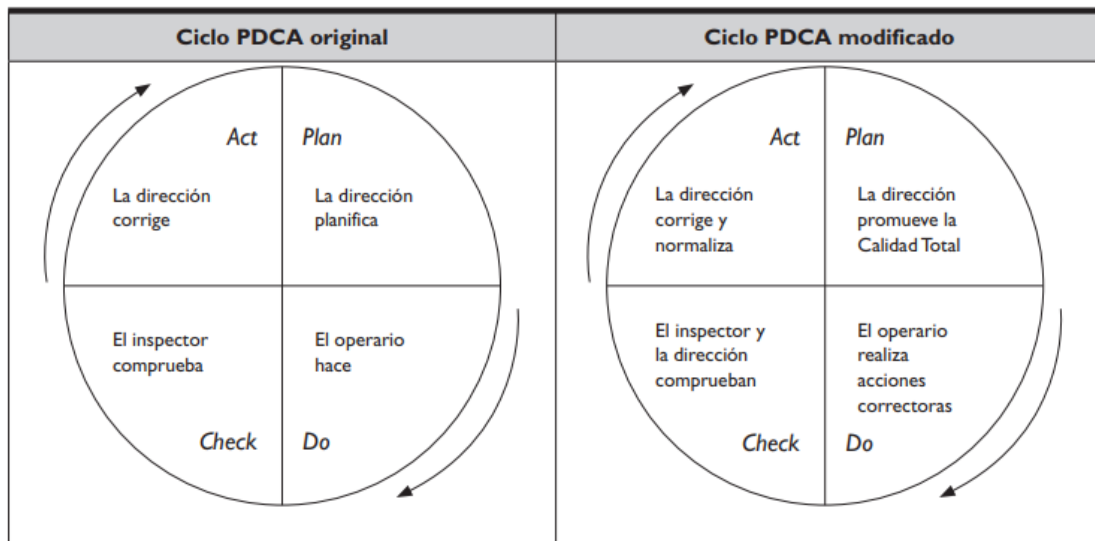 Ciclo PDCA original
Act
Plan
La dirección
corrige
La dirección
planifica
El inspector
comprueba
El operario
hace
Check
Do
Ciclo PDCA modificado
Act
Plan
La dirección
corrige y
normaliza
La dirección
promueve la
Calidad Total
El inspector y
la dirección
comprueban
El operario
realiza
acciones
correctoras
Check
Do